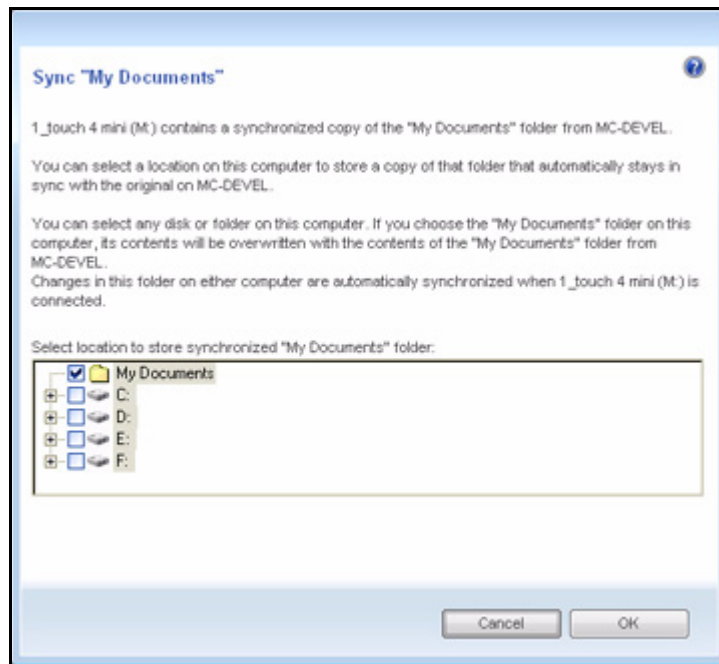 Sync "My Documents"
1_touch 4 mini (M:) contains a synchronized copy of the "My Documents" folder from MC-DEVEL.
You can select a location on this computer to store a copy of that folder that automatically stays in
sync with the original on MC-DEVEL.
You can select any disk or folder on this computer. If you choose the "My Documents" folder on this
computer, its contents will be overwritten with the contents of the "My Documents" folder from
MC-DEVEL.
Changes in this folder on either computer are automatically synchronized when 1_touch 4 mini (M:) is
connected.
Select location to store synchronized "My Documents" folder:
My Documents
C:
D:
E:
F:
Cancel OK